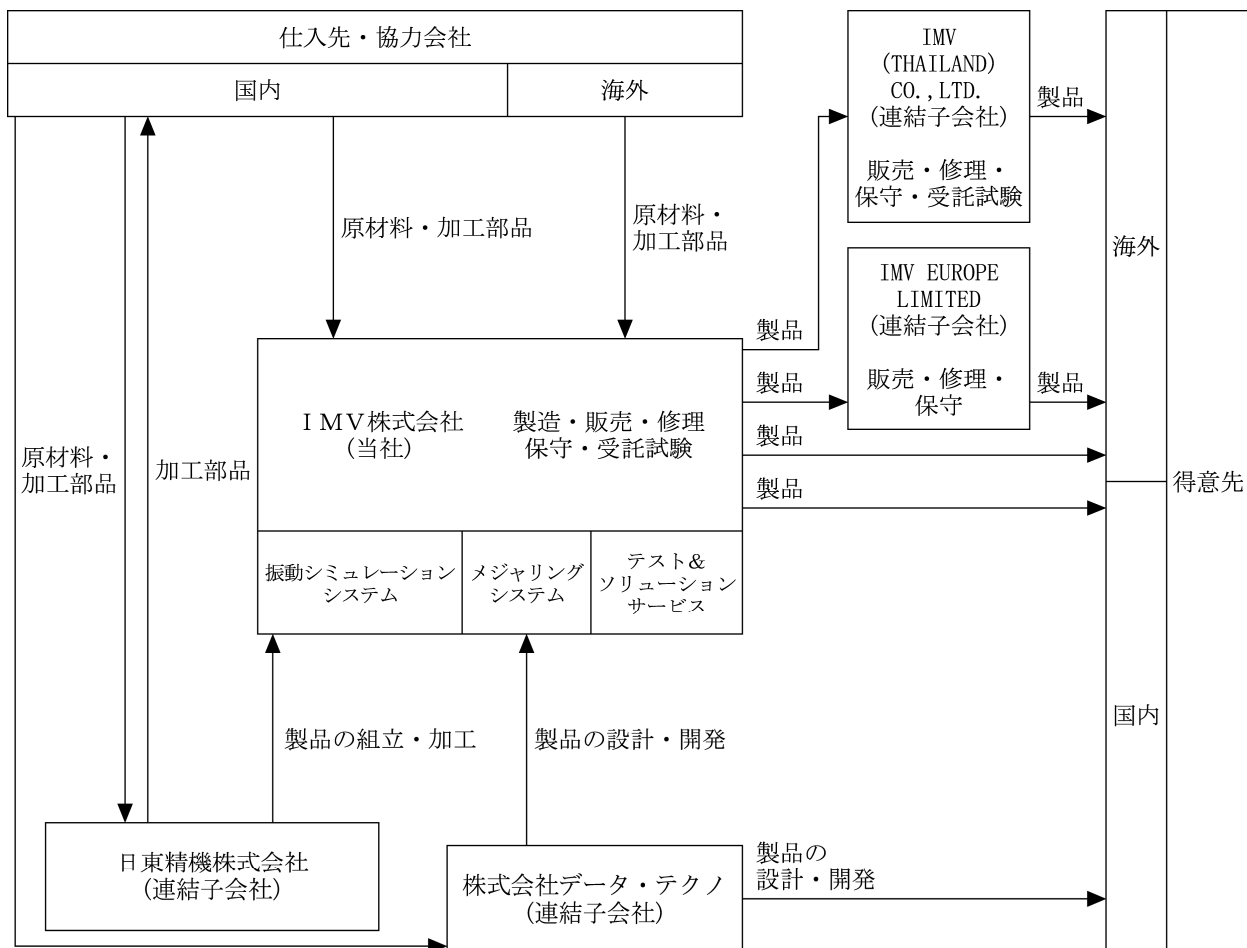 仕入先・協力会社
国内
海外
原材料・加工部品
原材料・
加工部品
IMV
(THAILAND)
CO.,LTD.
(連結子会社)
販売・修理・
保守・受託試験
製品
IMV EUROPE
LIMITED
(連結子会社)
販売・修理・
保守
製品
製品
製品
製品
製品
海外
国内
得意先
ＩＭＶ株式会社
(当社)
製造・販売・修理
保守・受託試験
振動シミュレーション
システム
メジャリング
システム
テスト＆
ソリューション
サービス
原材料・
加工部品
加工部品
製品の組立・加工
製品の設計・開発
日東精機株式会社
(連結子会社)
株式会社データ・テクノ
(連結子会社)
製品の
設計・開発